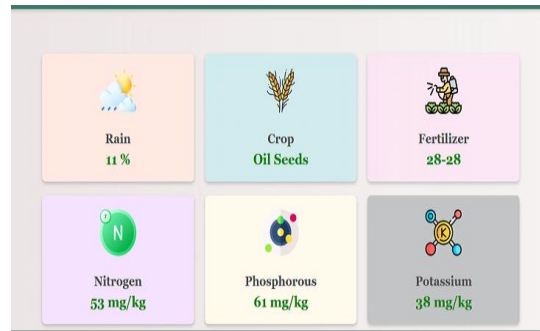 Rain
11 %
Crop
Oil Seeds
Fertilizer
28-28
N
Nitrogen
53 mg/kg
Phosphorous
61 mg/kg
K
Potassium
38 mg/kg